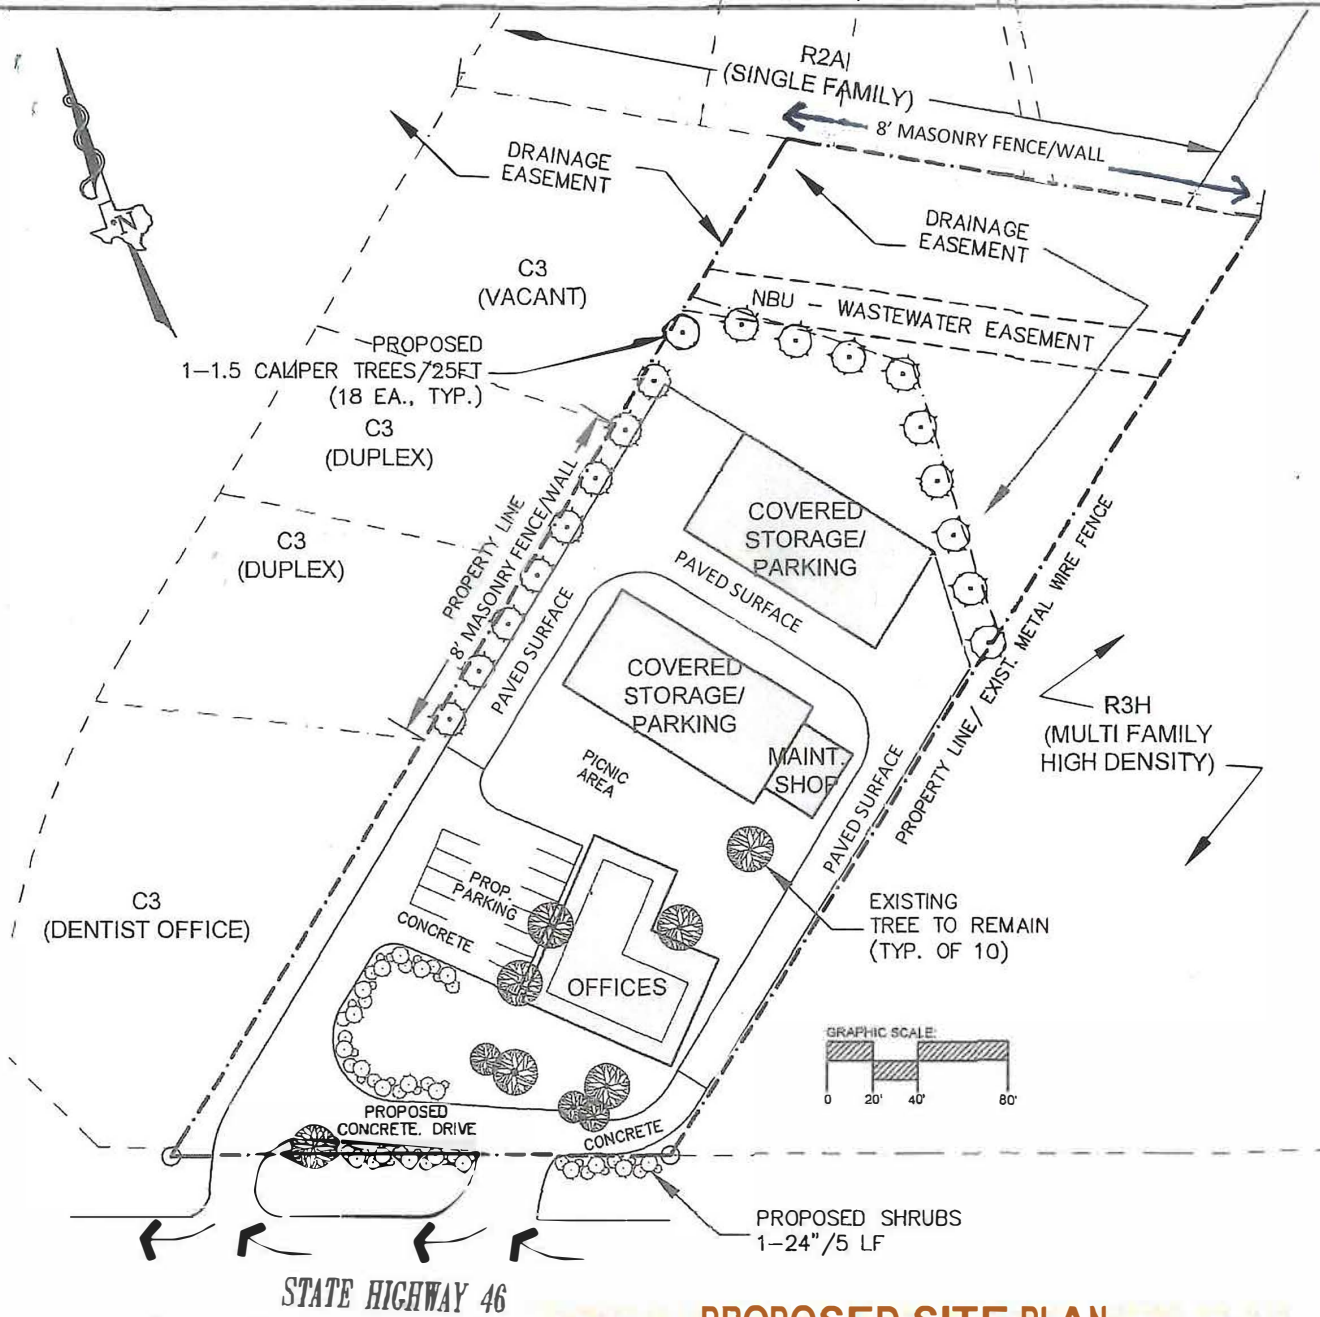 R2A
(SINGLE FAMILY)
8' MASONRY FENCE/WALL
DRAINAGE
EASEMENT
DRAINAGE
EASEMENT
N
C3
(VACANT)
NBU - WASTEWATER EASEMENT
PROPOSED
1-1.5 CALIPER TREES/25FT
(18 EA., TYP.)
C3
(DUPLEX)
PROPERTY LINE
8' MASONRY FENCE/WALL
COVERED
STORAGE/
PARKING
C3
(DUPLEX)
PAVED SURFACE
PAVED SURFACE
PROPERTY LINE/ EXIST. METAL WIRE FENCE
COVERED
STORAGE/
PARKING
R3H
(MULTI FAMILY
HIGH DENSITY)
MAINT.
SHOP
PICNIC
AREA
PAVED SURFACE
C3
(DENTIST OFFICE)
PROP.
PARKING
CONCRETE
EXISTING
TREE TO REMAIN
(TYP. OF 10)
OFFICES
GRAPHIC SCALE:
0 20' 40' 80'
PROPOSED
CONCRETE. DRIVE
CONCRETE
PROPOSED SHRUBS
1-24"/5 LF
STATE HIGHWAY 46
PROPOSED SITE PLAN